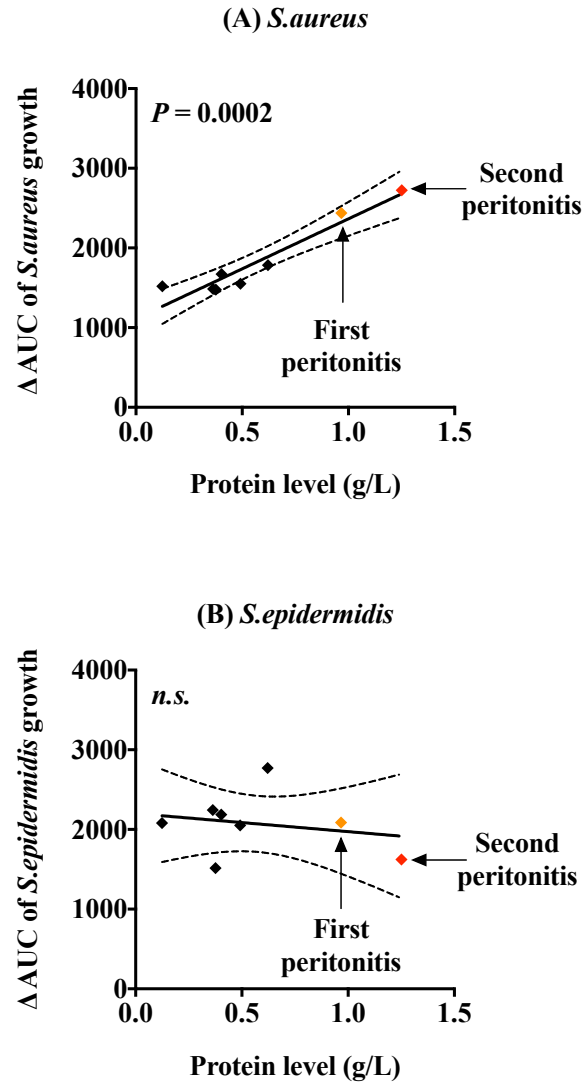 (A) S.aureus
Δ AUC of S.aureus growth
4000
3000
2000
1000
0
P = 0.0002
Second
peritonitis
First
peritonitis
0.0 0.5 1.0 1.5
Protein level (g/L)
(B) S.epidermidis
Δ AUC of S.epidermidis growth
4000
3000
2000
1000
0
n.s.
Second
peritonitis
First
peritonitis
0.0 0.5 1.0 1.5
Protein level (g/L)